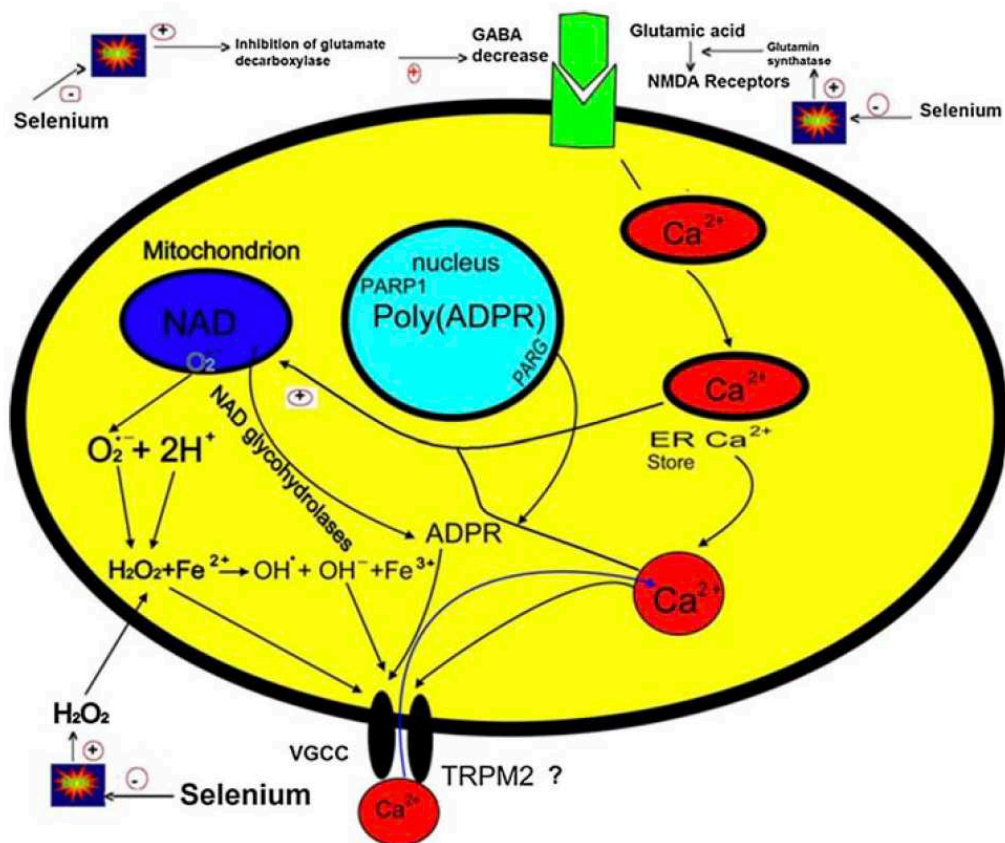 +
Inhibition of glutamate
decarboxylase
+
GABA
decrease
-
Selenium
Glutamic acid
Glutamin
synthatase
NMDA Receptors
+
-
Selenium
Ca2+
Mitochondrion
NAD
O2-
nucleus
PARP1
Poly(ADPR)
PARG
Ca2+
ER Ca2+
Store
+
NAD glycohydrolases
O2•− + 2H+
ADPR
H2O2+Fe2+ → OH• + OH− +Fe3+
Ca2+
H2O2
+
-
Selenium
VGCC
TRPM2 ?
Ca2+